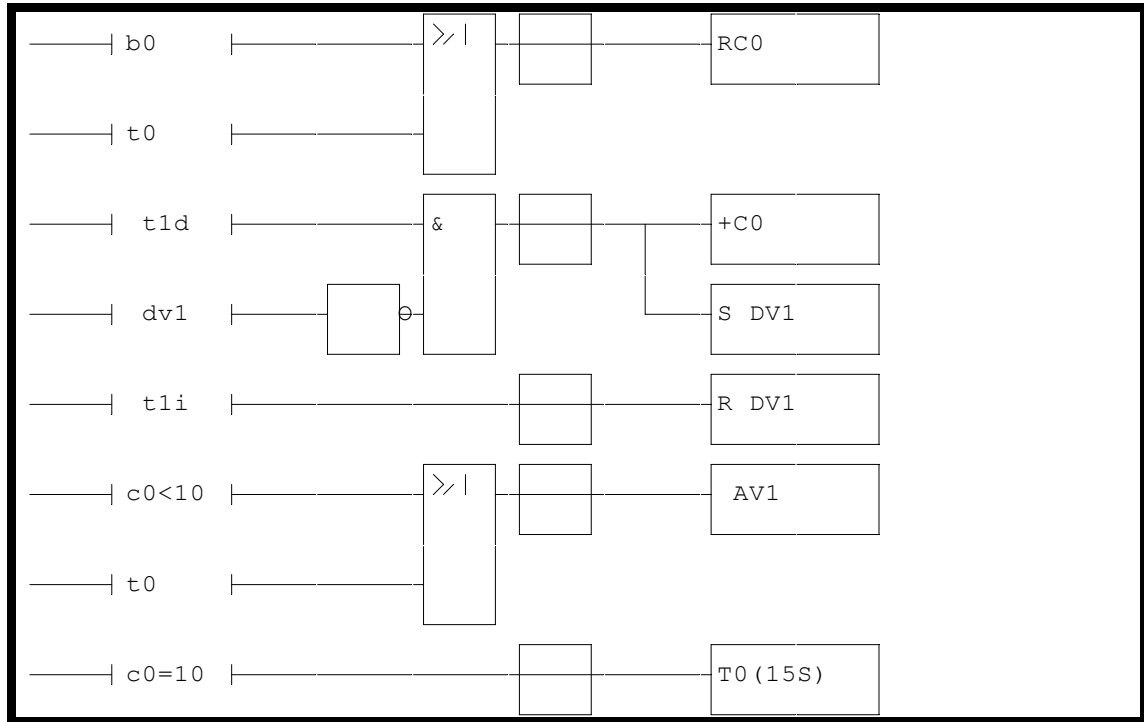 b0 >1 RC0
t0
t1d & +C0
dv1 S DV1
t1i R DV1
c0<10 >1 AV1
t0
c0=10 T0(15S)